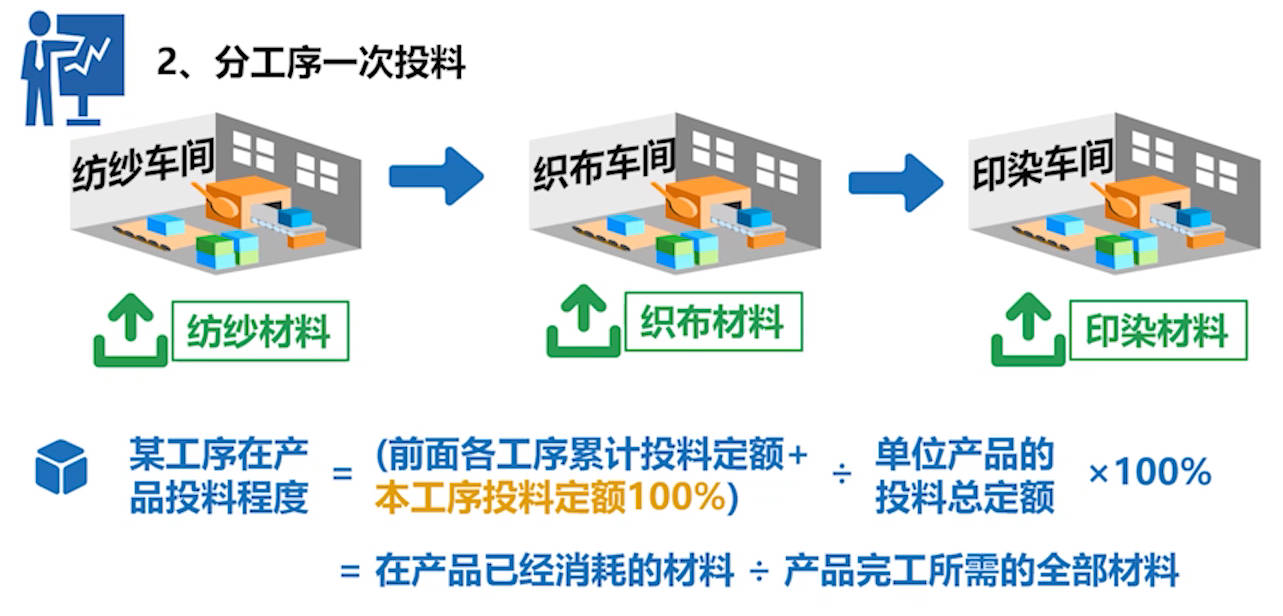 2、分工序一次投料
纺纱车间
织布车间
印染车间
纺纱材料
织布材料
印染材料
某工序在产
品投料程度
=
(前面各工序累计投料定额+
本工序投料定额100%)
÷
单位产品的
投料总定额
×100%
= 在产品已经消耗的材料 ÷ 产品完工所需的全部材料